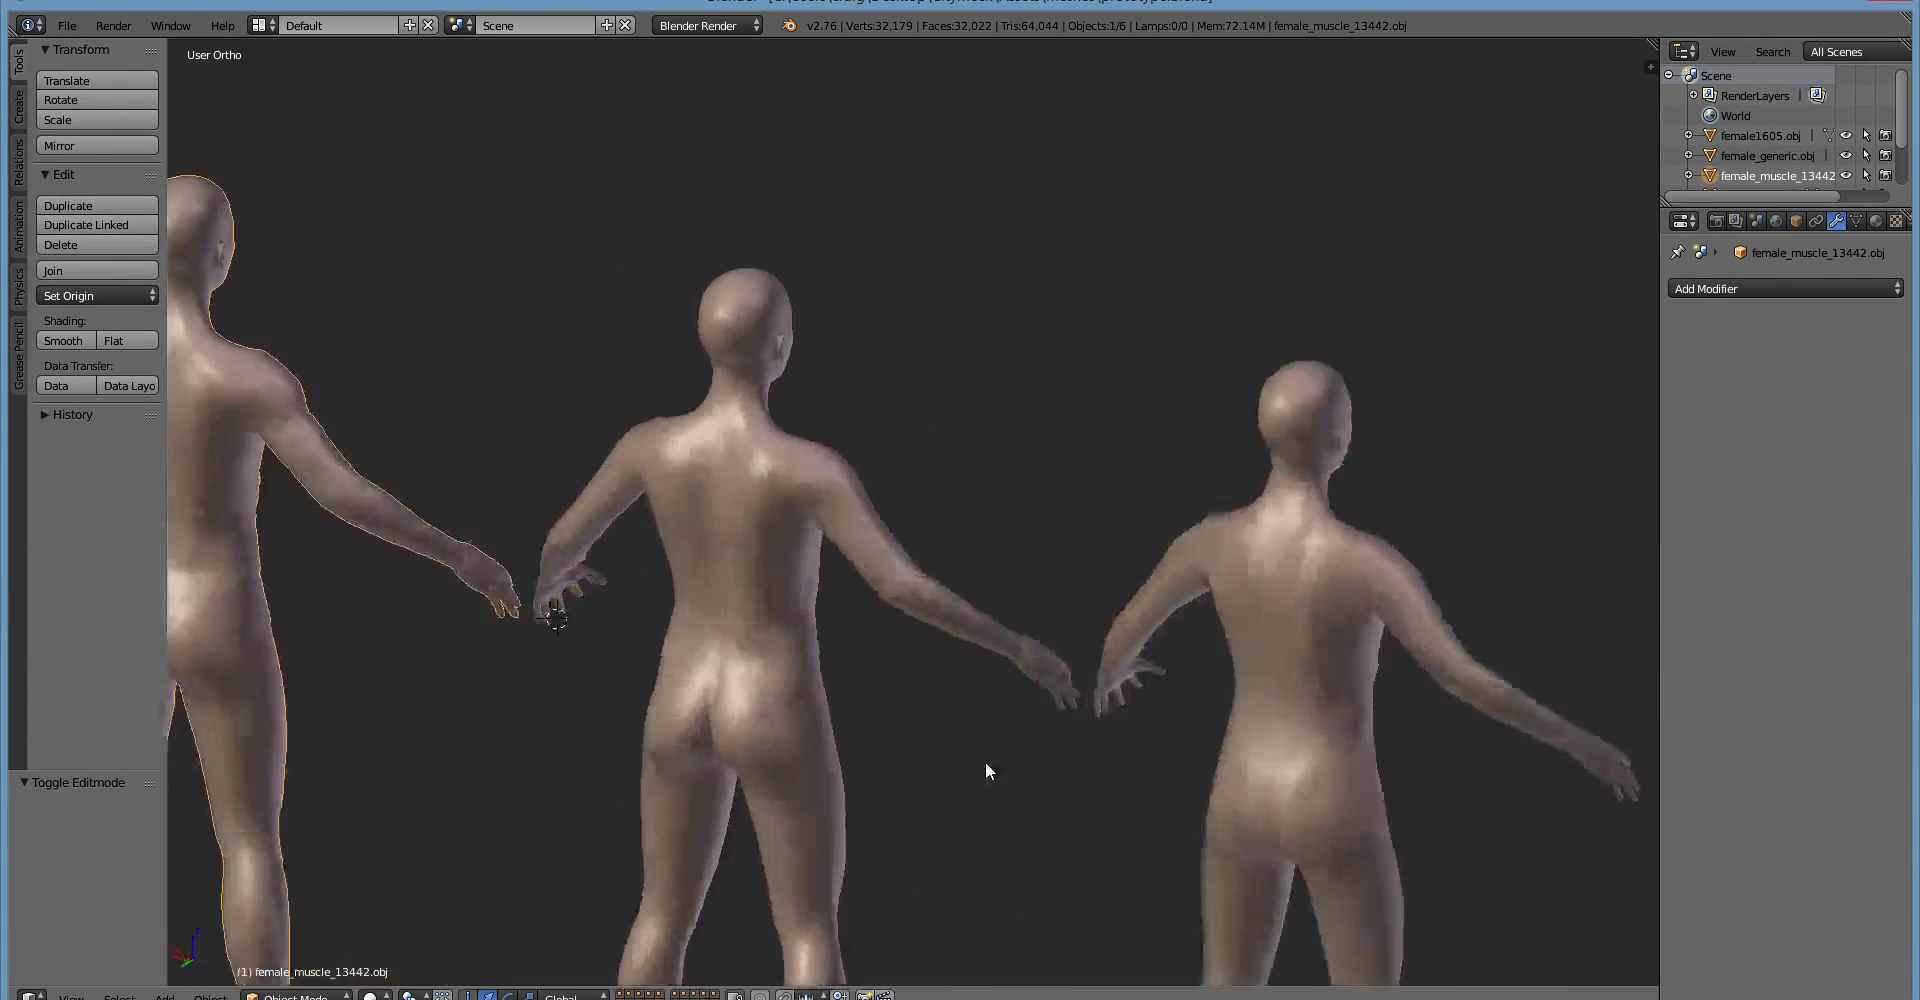 File Render Window Help Default Scene Blender Render v2.76 | Verts:32,179 | Faces:32,022 | Tris:64,044 | Objects:1/6 | Lamps:0/0 | Mem:72.14M | female_muscle_13442.obj
User Ortho
Tools
Create
Relations
Animation
Physics
Grease Pencil
Transform
Translate
Rotate
Scale
Mirror
Edit
Duplicate
Duplicate Linked
Delete
Join
Set Origin
Shading:
Smooth Flat
Data Transfer:
Data Data Layo
History
Toggle Editmode
(1) female_muscle_13442.obj
View Select Add Object Object Mode Global
View Search All Scenes
Scene
RenderLayers |
World
female1605.obj |
female_generic.obj |
female_muscle_13442
female_muscle_13442.obj
Add Modifier